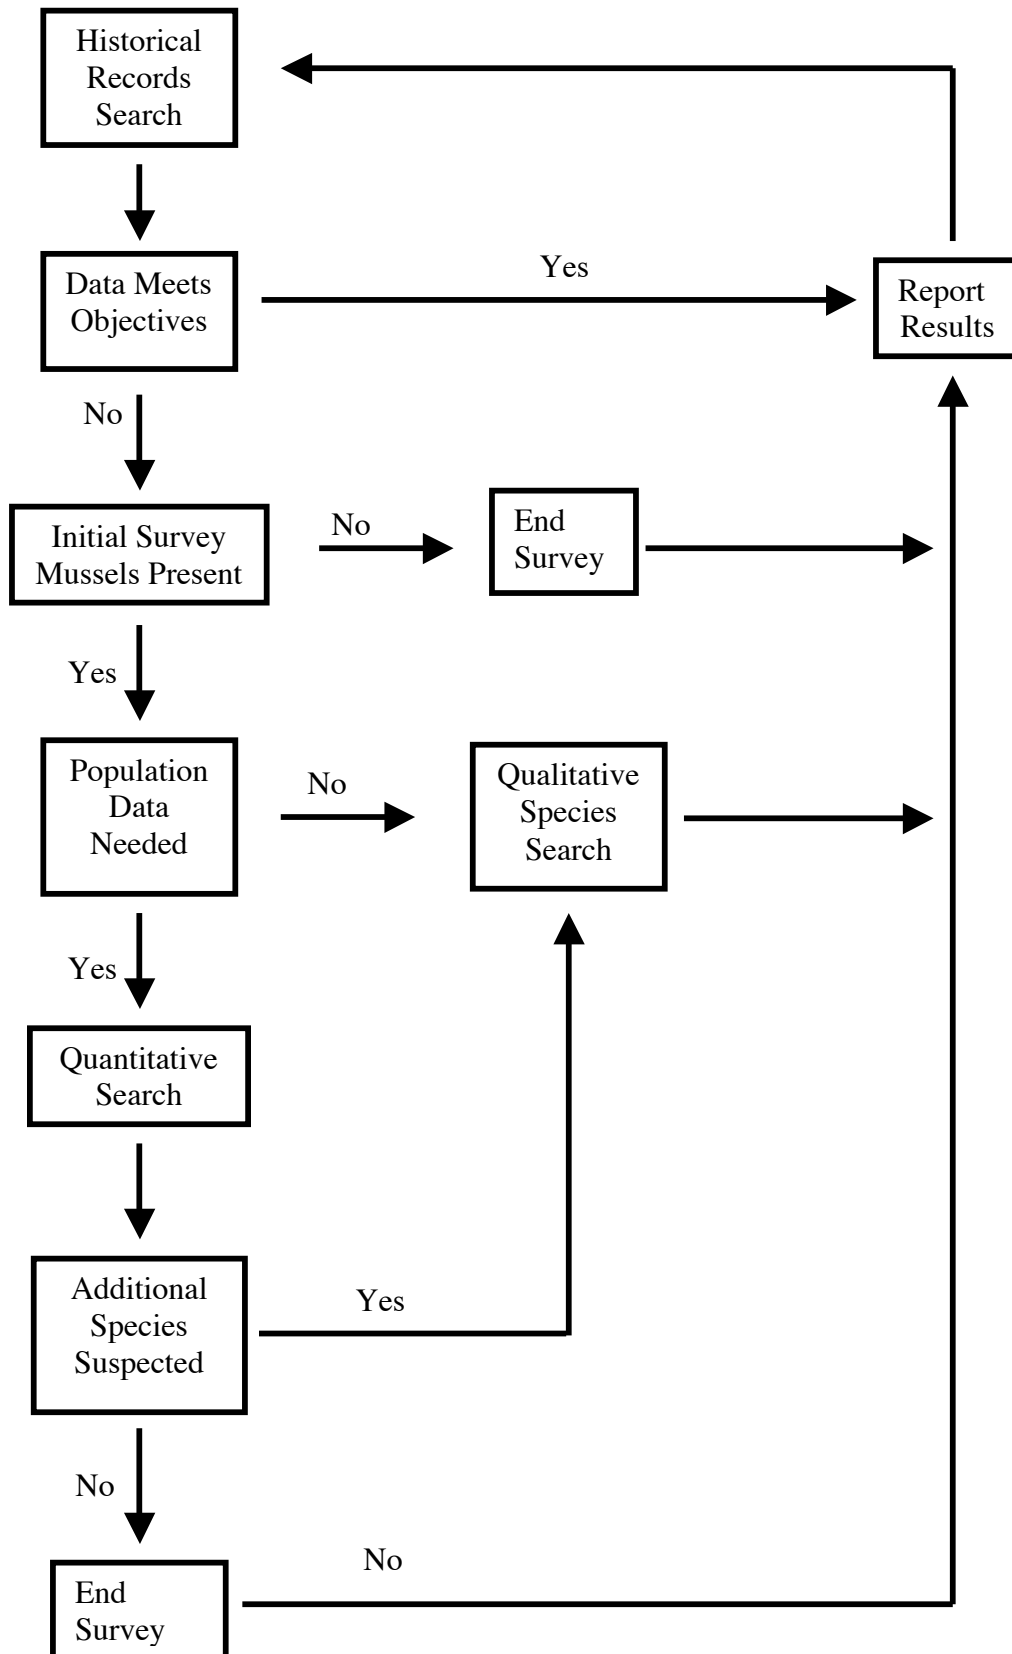 Historical
Records
Search
Data Meets
Objectives
Yes
Report
Results
No
Initial Survey
Mussels Present
No
End
Survey
Yes
Population
Data
Needed
No
Qualitative
Species
Search
Yes
Quantitative
Search
Additional
Species
Suspected
Yes
No
End
Survey
No